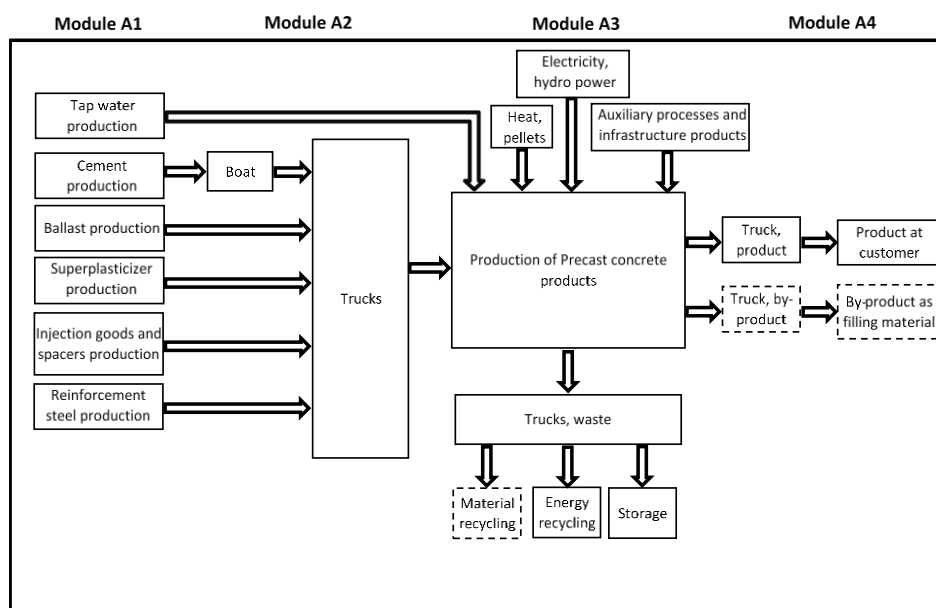 Module A1
Module A2
Module A3
Module A4
Tap water
production
Cement
production
Boat
Ballast production
Superplasticizer
production
Injection goods and
spacers production
Reinforcement
steel production
Trucks
Electricity,
hydro power
Heat,
pellets
Auxiliary processes and
infrastructure products
Production of Precast concrete
products
Truck,
product
Product at
customer
Truck, by-
product
By-product as
filling material
Trucks, waste
Material
recycling
Energy
recycling
Storage